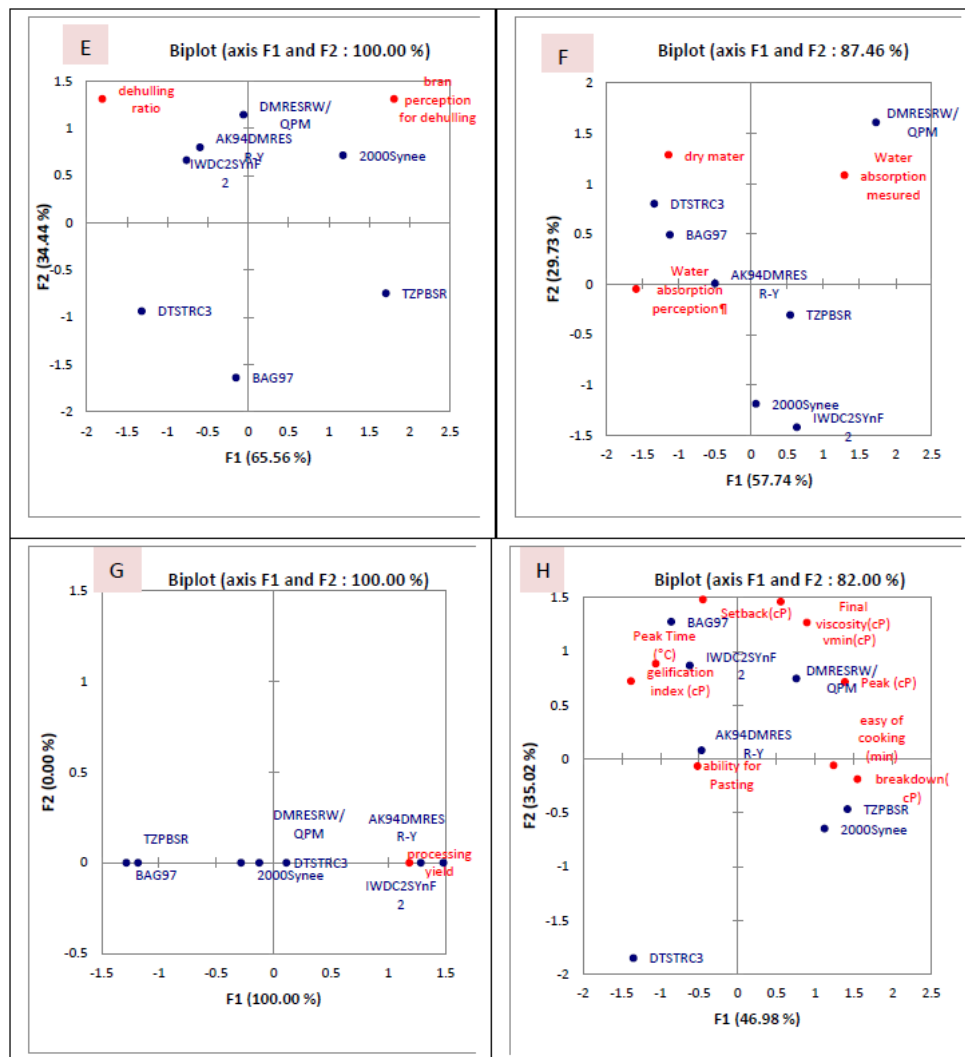 E
Biplot (axis F1 and F2 : 100.00 %)
dehulling
ratio
bran
perception
for dehulling
DMRESRW/
QPM
AK94DMRES
R-Y
IWDC2SYnF
2
2000Synee
TZPBSR
DTSTRC3
BAG97
1.5
1
0.5
0
-0.5
-1
-1.5
-2
F2 (34.44 %)
-2 -1.5 -1 -0.5 0 0.5 1 1.5 2 2.5
F1 (65.56 %)
F
Biplot (axis F1 and F2 : 87.46 %)
DMRESRW/
QPM
dry mater
Water
absorption
mesured
DTSTRC3
BAG97
Water
absorption
perception¶
AK94DMRES
R-Y
TZPBSR
2000Synee
IWDC2SYnF
2
2
1.5
1
0.5
0
-0.5
-1
-1.5
F2 (29.73 %)
-2 -1.5 -1 -0.5 0 0.5 1 1.5 2 2.5
F1 (57.74 %)
G
Biplot (axis F1 and F2 : 100.00 %)
TZPBSR
BAG97
DMRESRW/
QPM
DTSTRC3
2000Synee
AK94DMRES
R-Y
processing
yield
IWDC2SYnF
2
1.5
1
0.5
0
-0.5
F2 (0.00 %)
-1.5 -1 -0.5 0 0.5 1 1.5
F1 (100.00 %)
H
Biplot (axis F1 and F2 : 82.00 %)
Setback(cP)
Final
viscosity(cP)
vmin(cP)
BAG97
Peak Time
(°C)
gelification
index (cP)
IWDC2SYnF
2
DMRESRW/
QPM
Peak (cP)
AK94DMRES
R-Y
ability for
Pasting
easy of
cooking
(min)
breakdown(
cP)
TZPBSR
2000Synee
DTSTRC3
1.5
1
0.5
0
-0.5
-1
-1.5
-2
F2 (35.02 %)
-2 -1.5 -1 -0.5 0 0.5 1 1.5 2 2.5
F1 (46.98 %)